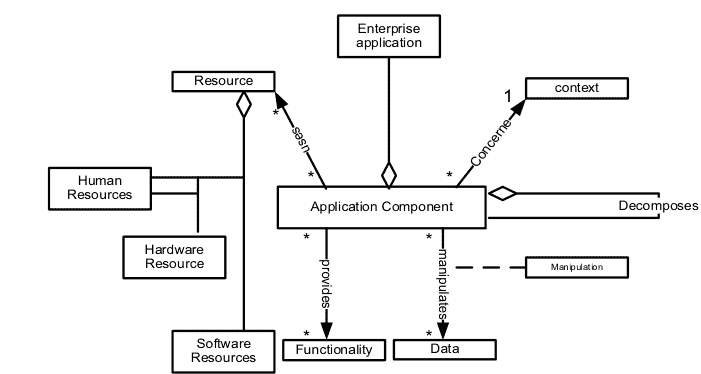 Enterprise
application
Resource
context
1
*
uses
*
Concerne
*
Human
Resources
Application Component
Decomposes
*
*
Hardware
Resource
provides
manipulates
Manipulation
*
*
Software
Resources
Functionality
Data